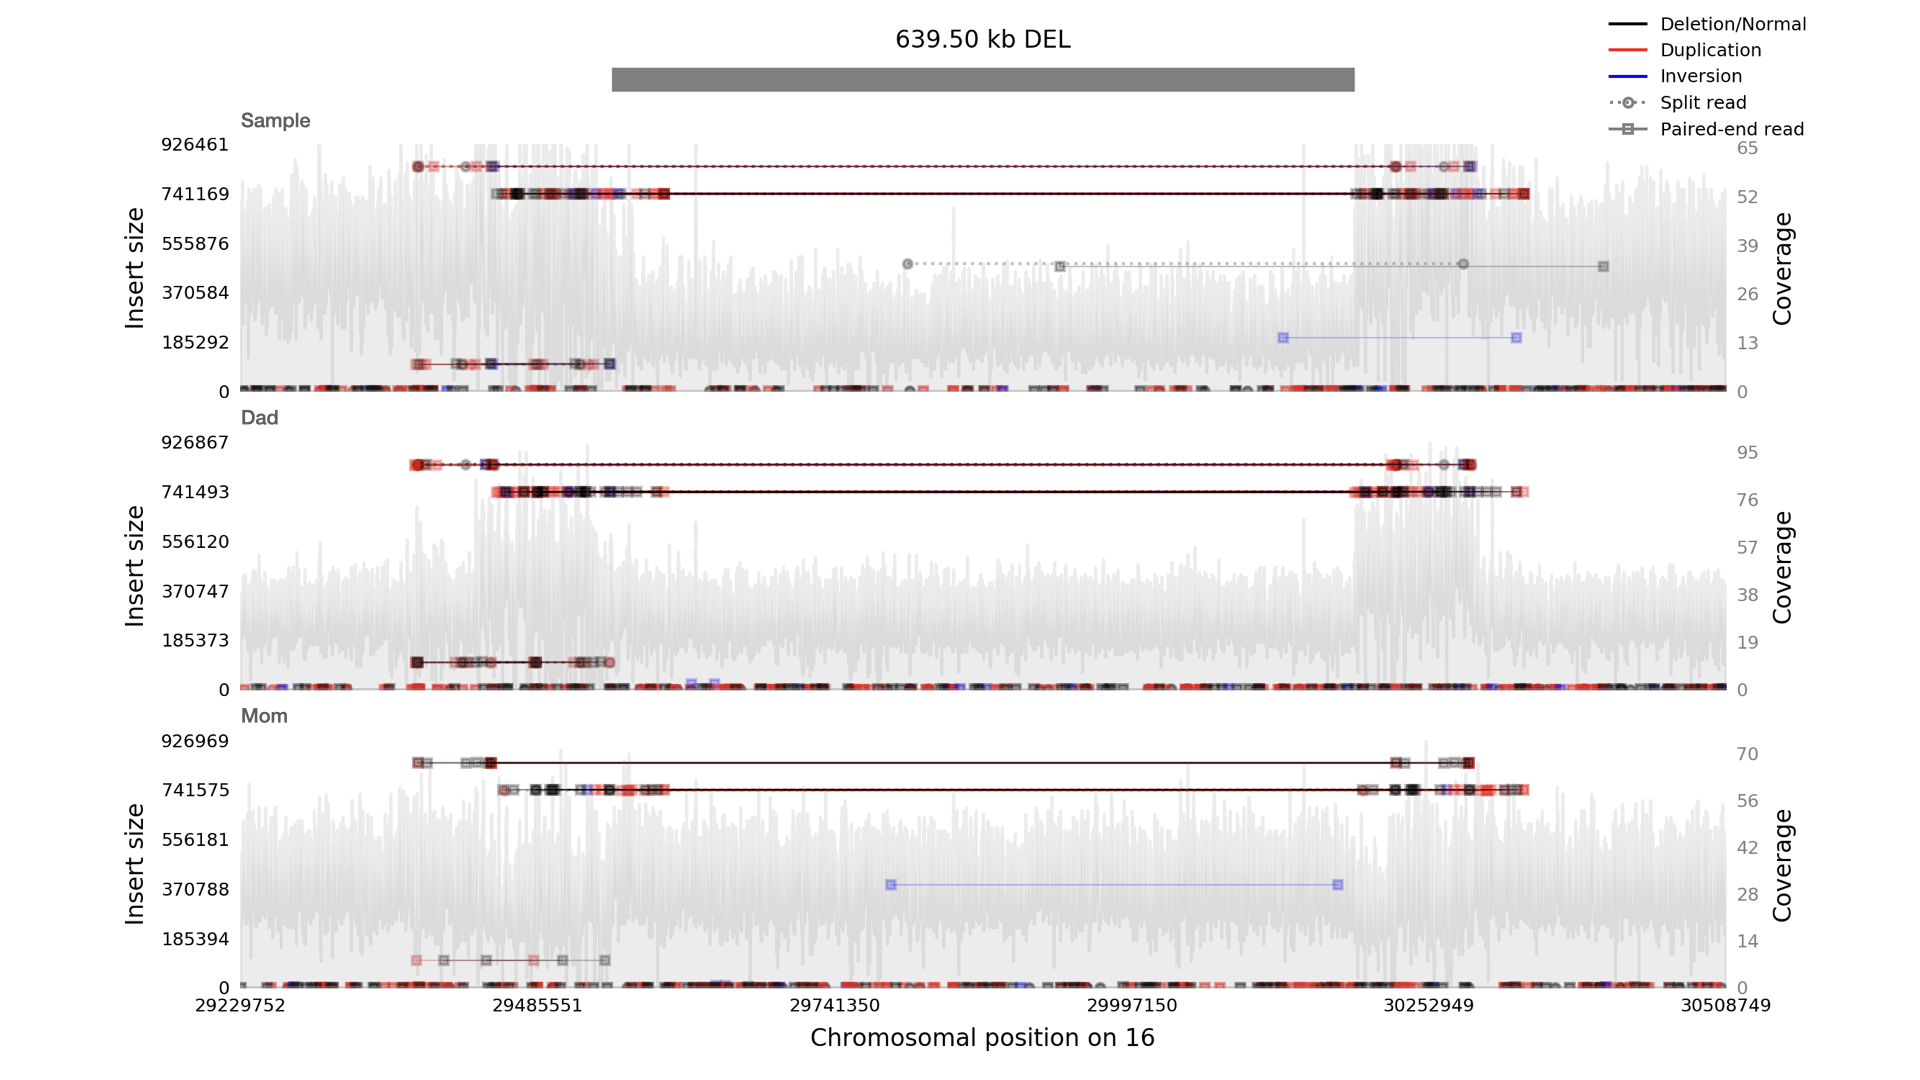 639.50 kb DEL
Deletion/Normal
Duplication
Inversion
Split read
Paired-end read
Sample
926461
741169
555876
370584
185292
0
Insert size
65
52
39
26
13
0
Coverage
Dad
926867
741493
556120
370747
185373
0
Insert size
95
76
57
38
19
0
Coverage
Mom
926969
741575
556181
370788
185394
0
Insert size
70
56
42
28
14
0
Coverage
29229752 29485551 29741350 29997150 30252949 30508749
Chromosomal position on 16